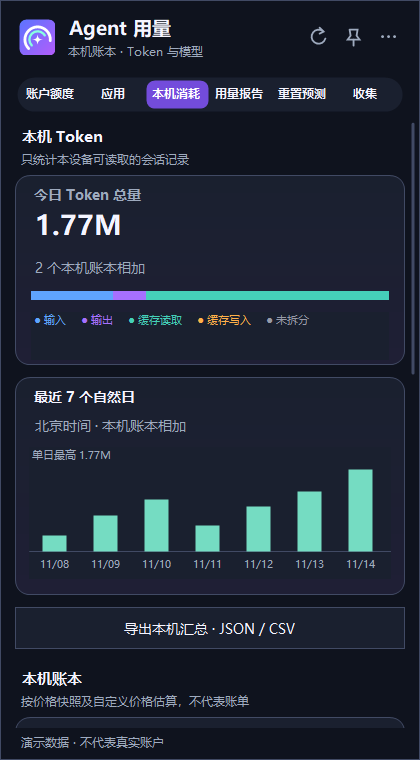 Agent 用量
本机账本 · Token 与模型
账户额度 应用 本机消耗 用量报告 重置预测 收集
本机 Token
只统计本设备可读取的会话记录
今日 Token 总量
1.77M
2 个本机账本相加
输入 输出 缓存读取 缓存写入 未拆分
最近 7 个自然日
北京时间 · 本机账本相加
单日最高 1.77M
11/08 11/09 11/10 11/11 11/12 11/13 11/14
导出本机汇总 · JSON / CSV
本机账本
按价格快照及自定义价格估算，不代表账单
演示数据 · 不代表真实账户